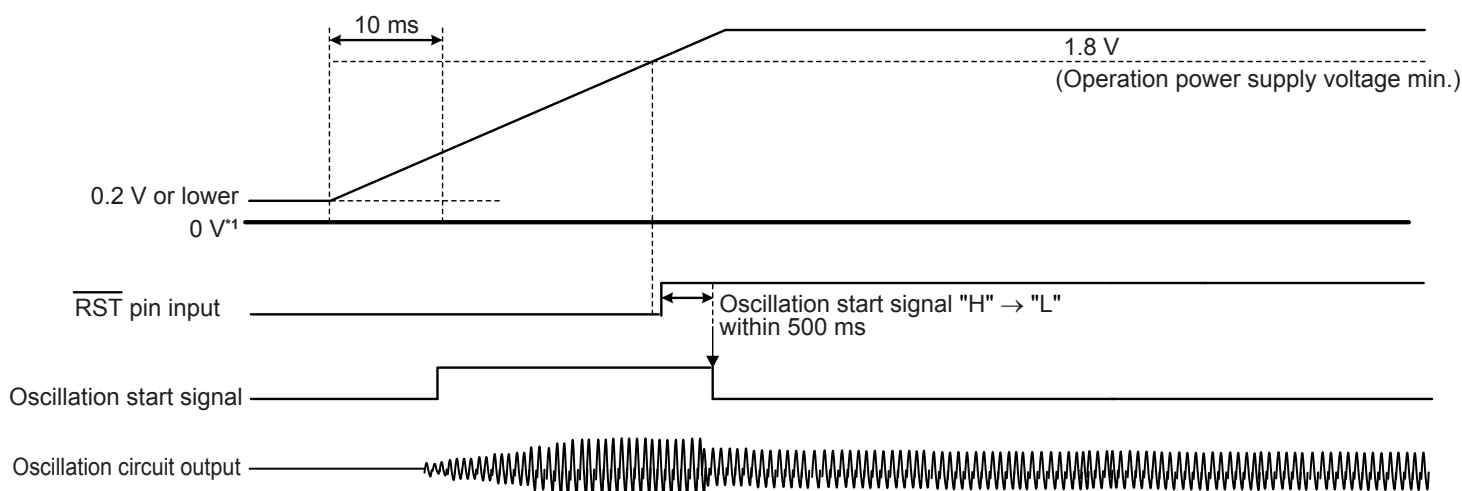 10 ms
1.8 V
(Operation power supply voltage min.)
0.2 V or lower
0 V*1
RST pin input
Oscillation start signal "H" → "L"
within 500 ms
Oscillation start signal
Oscillation circuit output